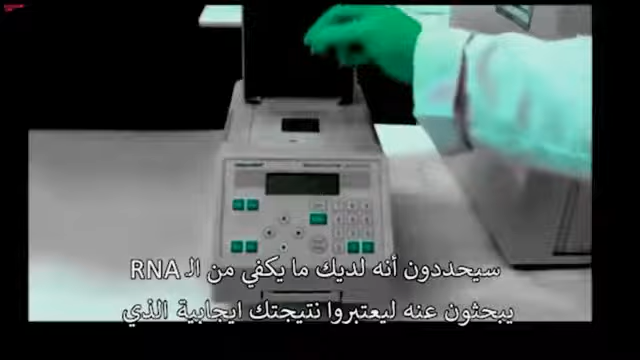 سيحددون أنه لديك ما يكفي من الـ RNA
يبحثون عنه ليعتبروا نتيجتك ايجابية الذي